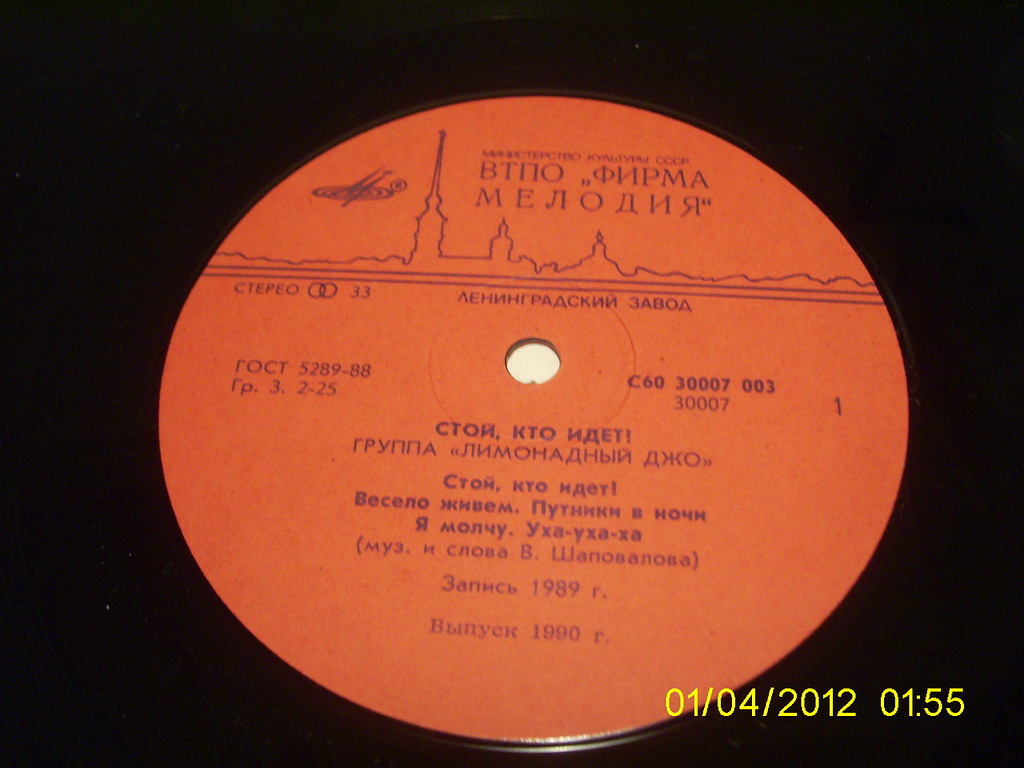 МИНИСТЕРСТВО КУЛЬТУРЫ СССР
ВТПО „ФИРМА
МЕЛОДИЯ“
®
СТЕРЕО 33
ЛЕНИНГРАДСКИЙ ЗАВОД
ГОСТ 5289-88
Гр. 3. 2-25
С60 30007 003
30007
1
СТОЙ, КТО ИДЕТ!
ГРУППА «ЛИМОНАДНЫЙ ДЖО»
Стой, кто идет!
Весело живем. Путники в ночи
Я молчу. Уха-уха-ха
(муз. и слова В. Шаповалова)
Запись 1989 г.
Выпуск 1990 г.
01/04/2012 01:55